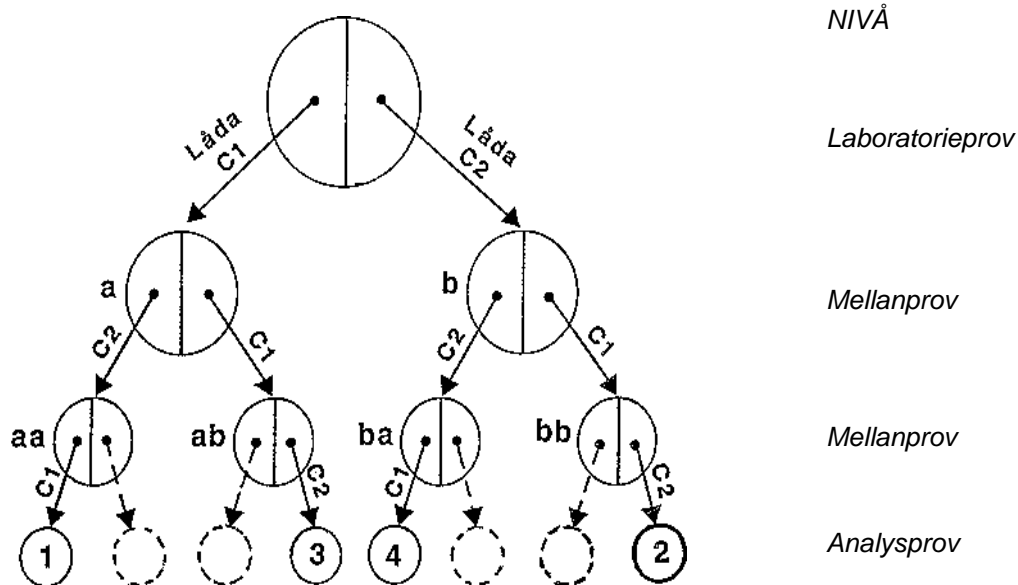 NIVÅ
Låda
C1
Låda
C2
Laboratorieprov
a
b
Mellanprov
C2
C1
C2
C1
aa
ab
ba
bb
Mellanprov
C1
C2
C1
C2
1
3
4
2
Analysprov